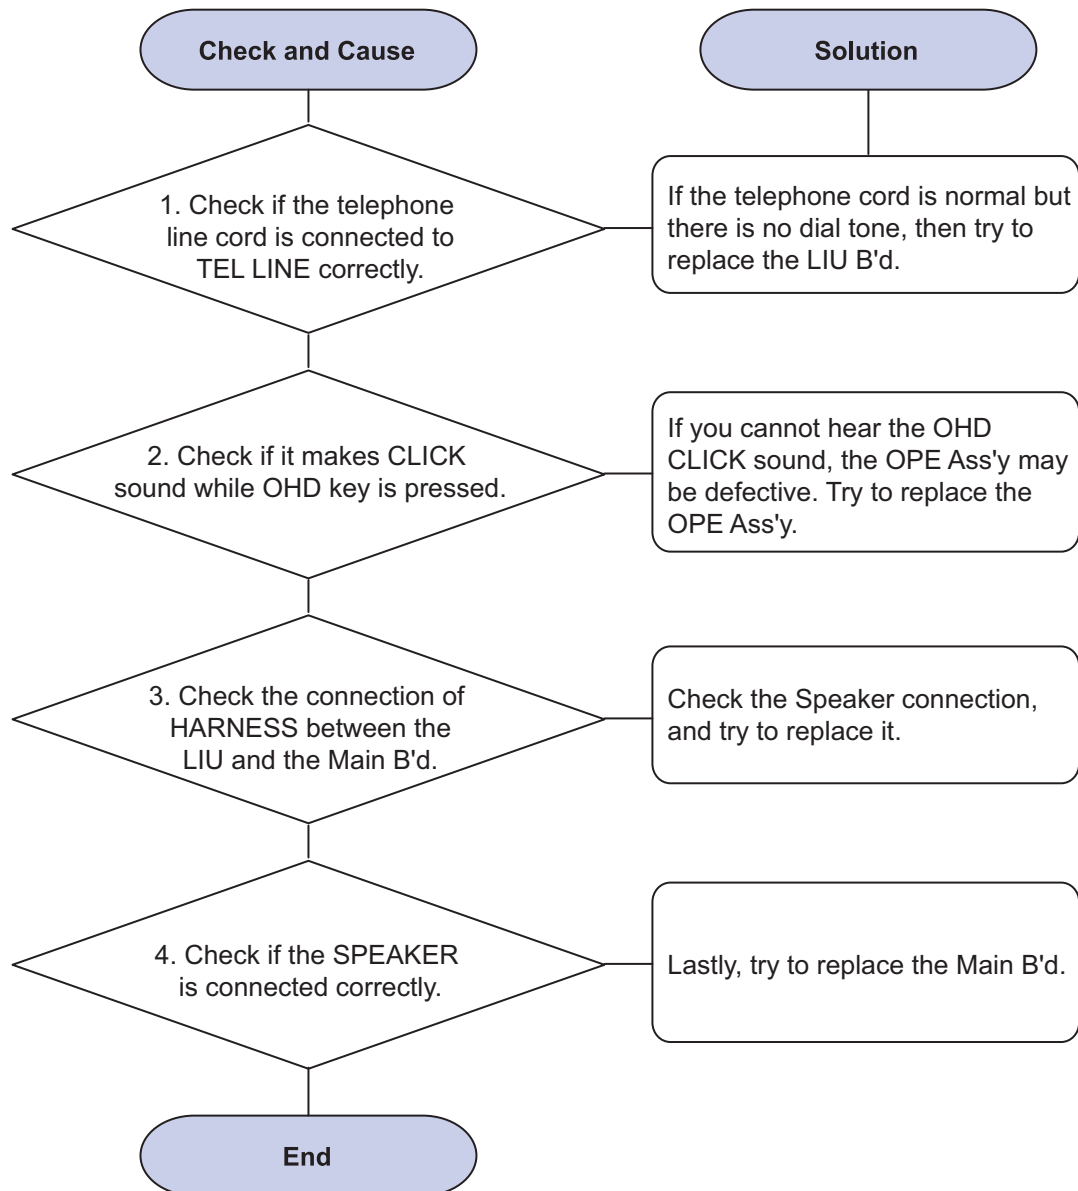 Check and Cause
Solution
1. Check if the telephone
line cord is connected to
TEL LINE correctly.
If the telephone cord is normal but
there is no dial tone, then try to
replace the LIU B'd.
2. Check if it makes CLICK
sound while OHD key is pressed.
If you cannot hear the OHD
CLICK sound, the OPE Ass'y may
be defective. Try to replace the
OPE Ass'y.
3. Check the connection of
HARNESS between the
LIU and the Main B'd.
Check the Speaker connection,
and try to replace it.
4. Check if the SPEAKER
is connected correctly.
Lastly, try to replace the Main B'd.
End